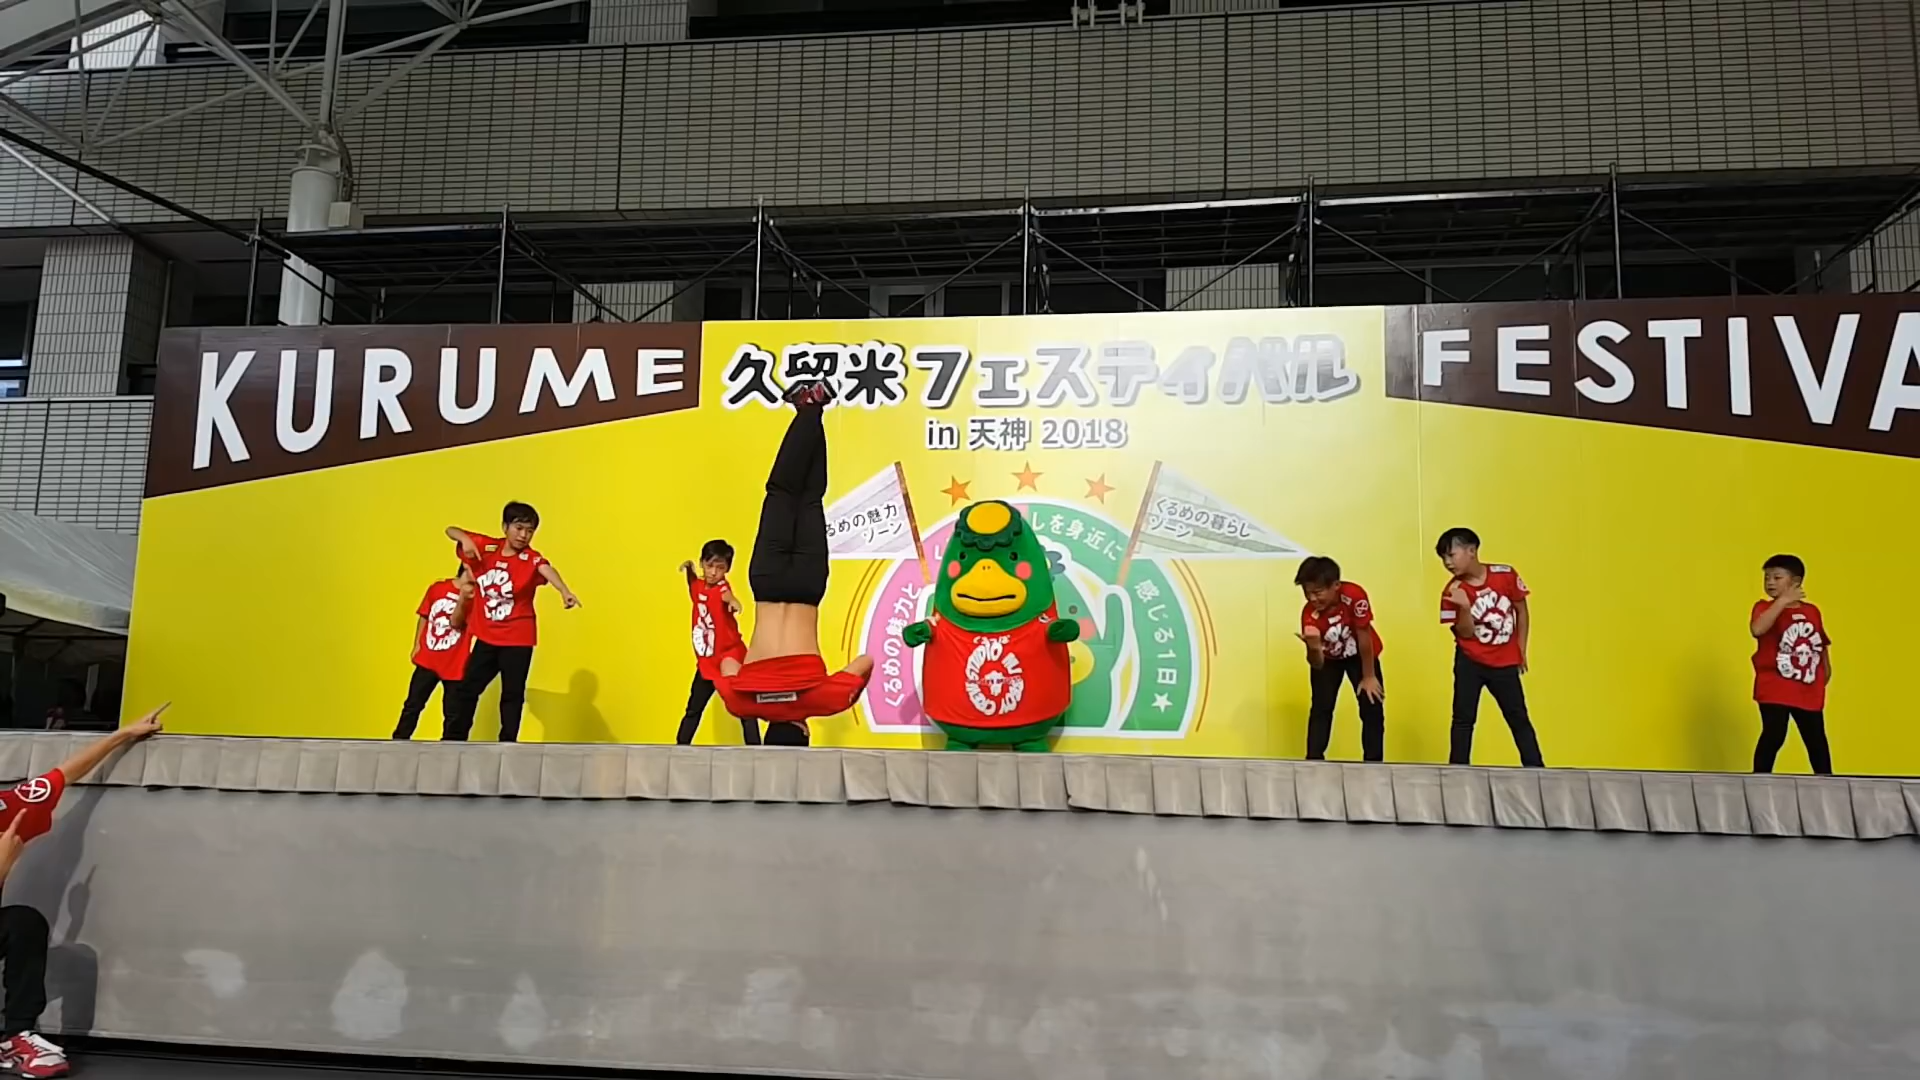 KURUME
久留米フェスティバル
FESTIVA
in 天神 2018
るめの魅力
ゾーン
くるめの暮らし
ゾーン
くるめの魅力と
しを身近に
感じる1日★
STUDIO